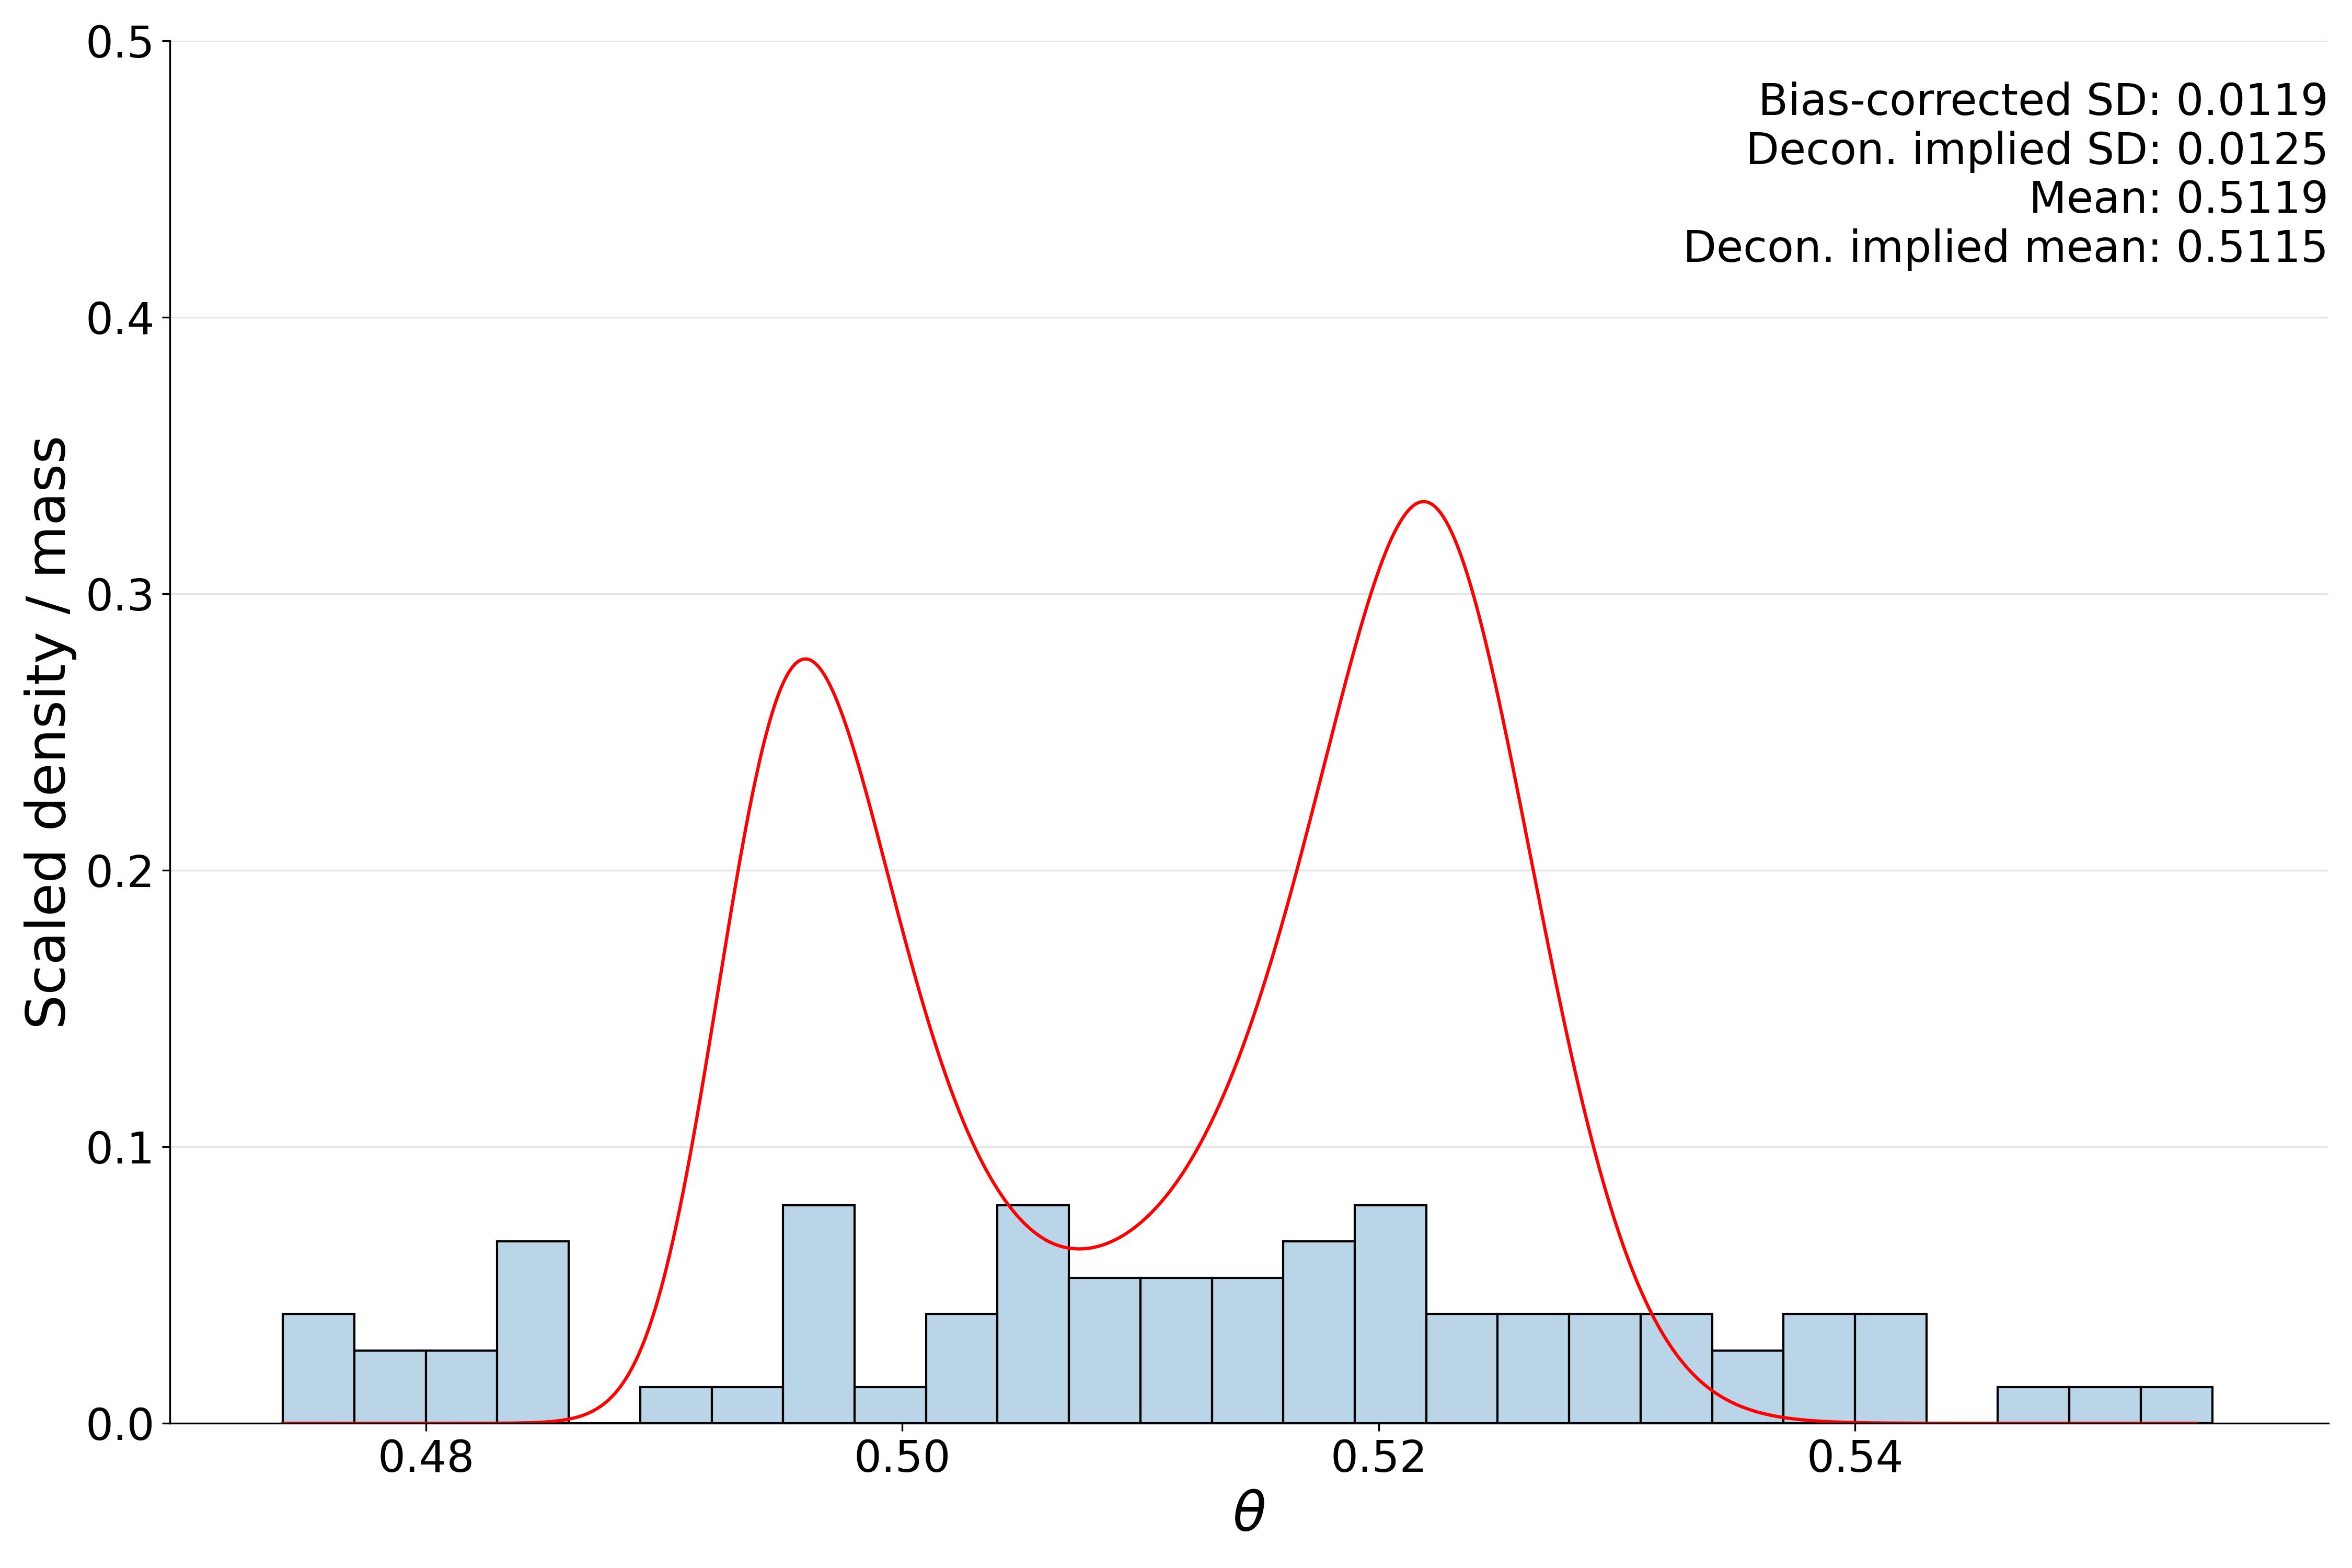 Bias-corrected SD: 0.0119
Decon. implied SD: 0.0125
Mean: 0.5119
Decon. implied mean: 0.5115
Scaled density / mass
0.5
0.4
0.3
0.2
0.1
0.0
0.48 0.50 0.52 0.54
θ